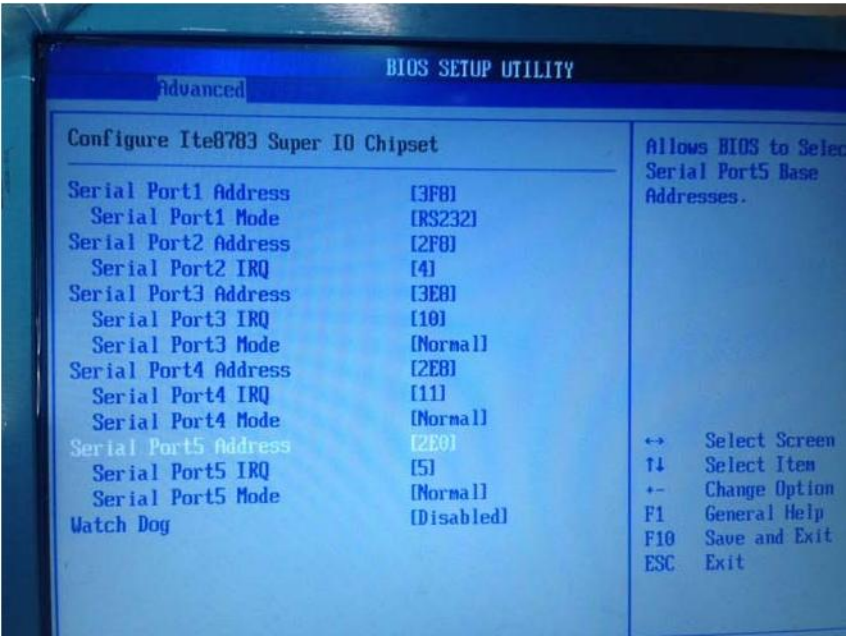 BIOS SETUP UTILITY
Advanced
Configure Ite8783 Super IO Chipset
Serial Port1 Address [3F8]
Serial Port1 Mode [RS232]
Serial Port2 Address [2F8]
Serial Port2 IRQ [4]
Serial Port3 Address [3E8]
Serial Port3 IRQ [10]
Serial Port3 Mode [Normal]
Serial Port4 Address [2E8]
Serial Port4 IRQ [11]
Serial Port4 Mode [Normal]
Serial Port5 Address [2E0]
Serial Port5 IRQ [5]
Serial Port5 Mode [Normal]
Watch Dog [Disabled]
Allows BIOS to Selec
Serial Port5 Base
Addresses.
↔ Select Screen
↑↓ Select Item
+- Change Option
F1 General Help
F10 Save and Exit
ESC Exit